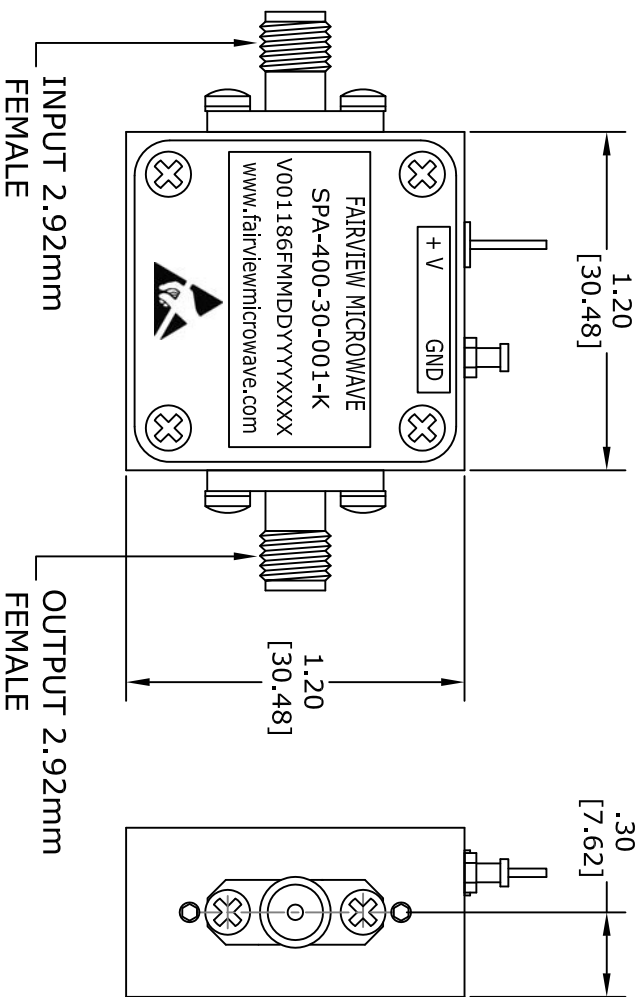 1.20
[30.48]
.30
[7.62]
+ V GND
FAIRVIEW MICROWAVE
SPA-400-30-001-K
V001186FMMDDYYYYXXXX
www.fairviewmicrowave.com
1.20
[30.48]
INPUT 2.92mm
FEMALE
OUTPUT 2.92mm
FEMALE